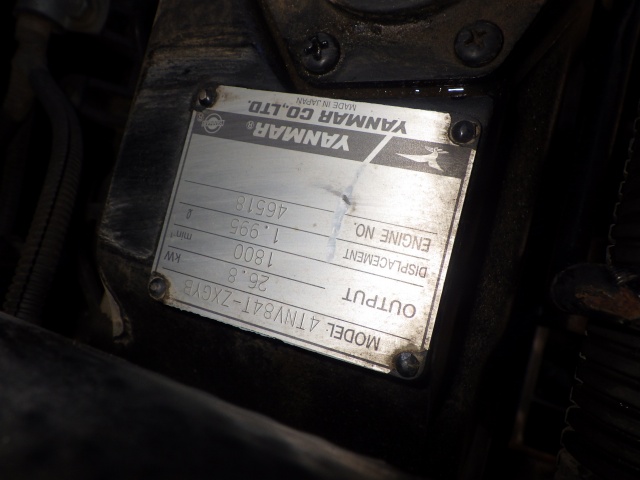 MODEL 4TNV84T-ZXGYB
OUTPUT 26.8 kW
1800 min⁻¹
DISPLACEMENT 1.995 ℓ
ENGINE NO. 46518
YANMAR®
YANMAR CO.,LTD.
MADE IN JAPAN